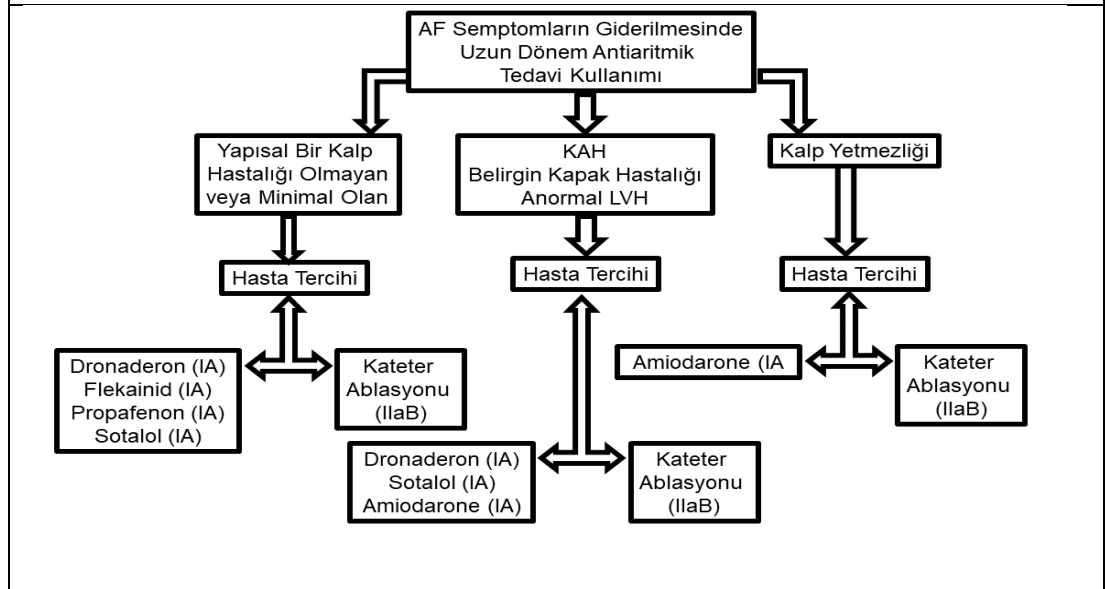 AF Semptomların Giderilmesinde
Uzun Dönem Antiaritmik
Tedavi Kullanımı
Yapısal Bir Kalp
Hastalığı Olmayan
veya Minimal Olan
KAH
Belirgin Kapak Hastalığı
Anormal LVH
Kalp Yetmezliği
Hasta Tercihi
Hasta Tercihi
Hasta Tercihi
Dronaderon (IA)
Flekainid (IA)
Propafenon (IA)
Sotalol (IA)
Kateter
Ablasyonu
(IIaB)
Dronaderon (IA)
Sotalol (IA)
Amiodarone (IA)
Kateter
Ablasyonu
(IIaB)
Amiodarone (IA
Kateter
Ablasyonu
(IIaB)